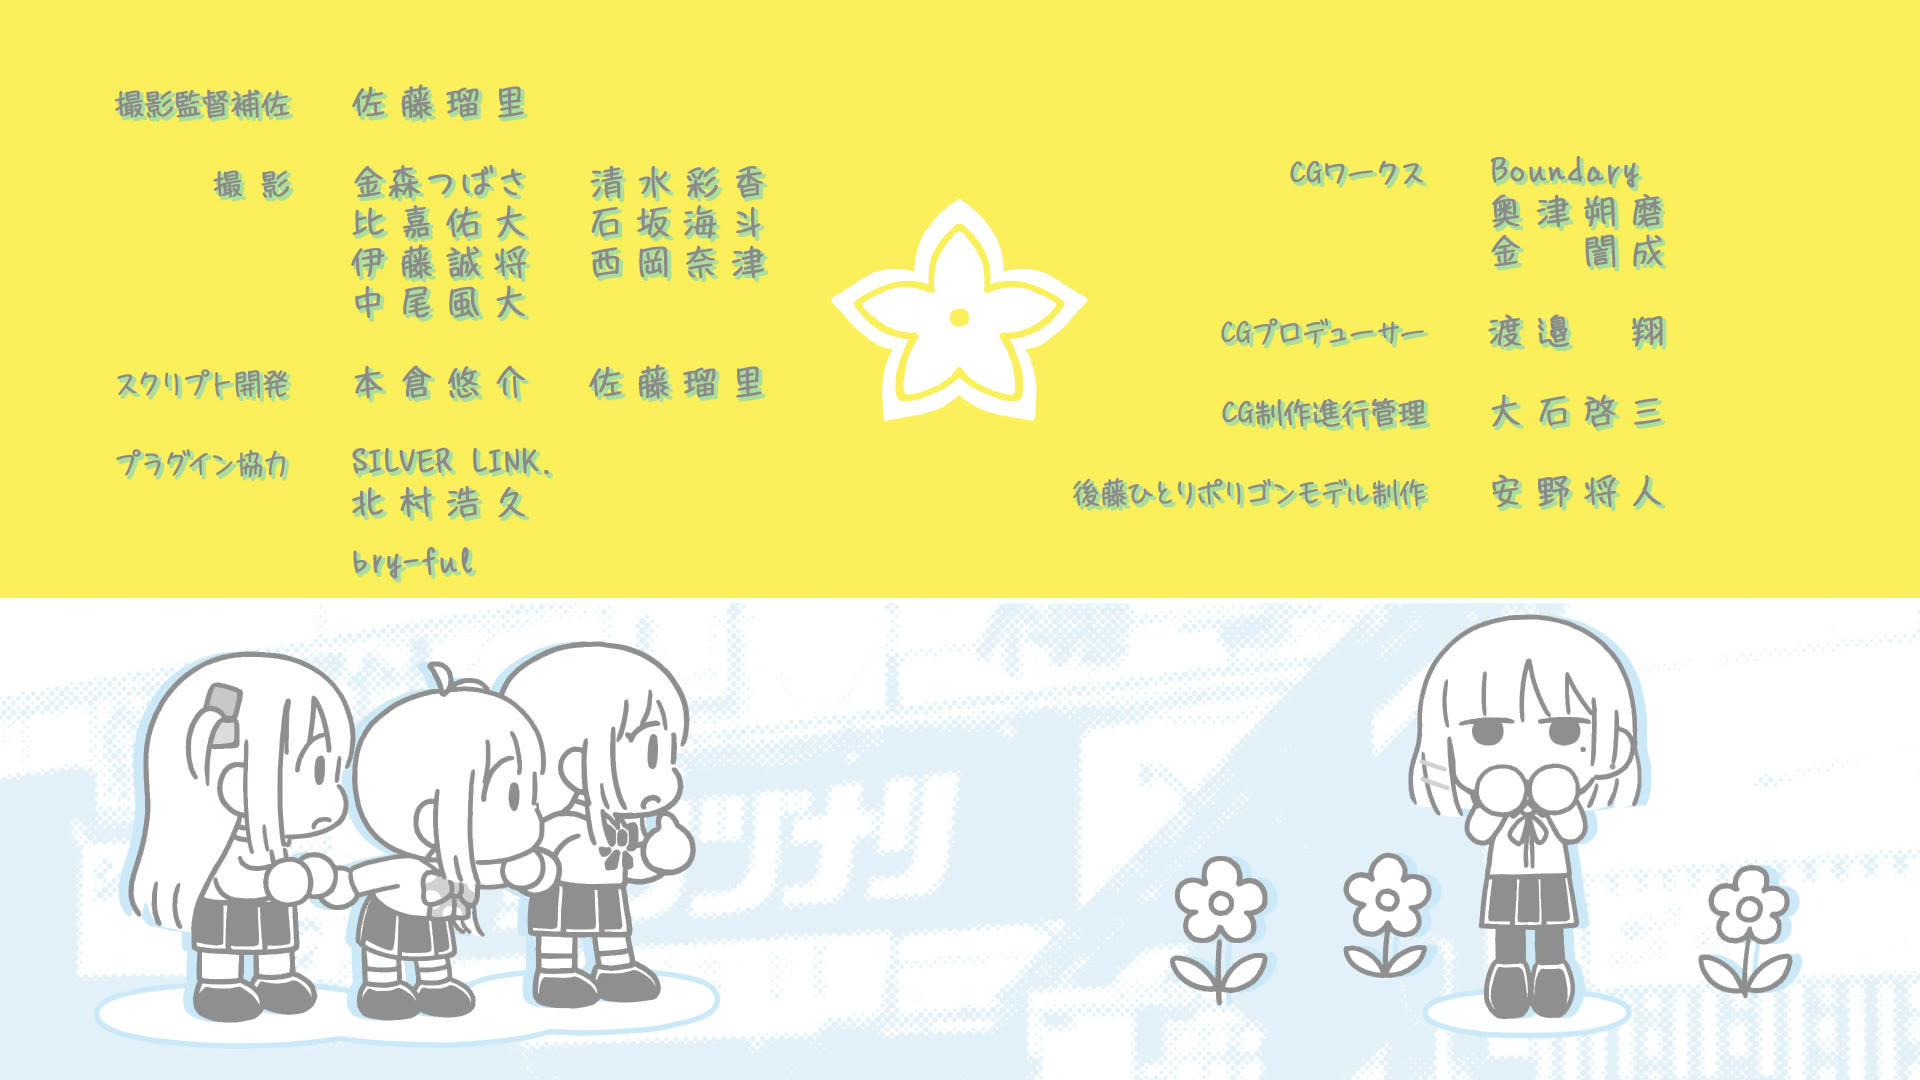 撮影監督補佐 佐藤瑠里
撮影 金森つばさ 清水彩香
比嘉佑大 石坂海斗
伊藤誠将 西岡奈津
中尾風大
スクリプト開発 本倉悠介 佐藤瑠里
プラグイン協力 SILVER LINK.
北村浩久
bry-ful
CGワークス Boundary
奥津朔磨
金 誾成
CGプロデューサー 渡邉 翔
CG制作進行管理 大石啓三
後藤ひとりポリゴンモデル制作 安野将人